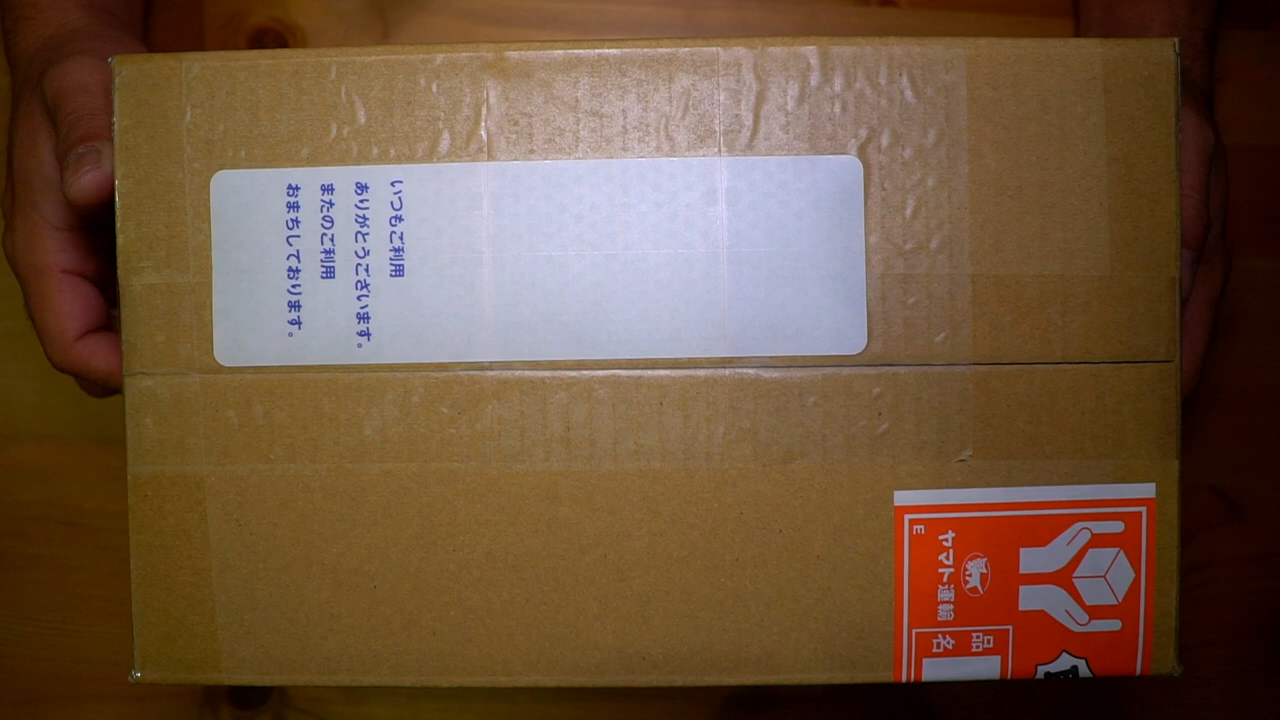 いつもご利用
ありがとうございます。
またのご利用
おまちしております。
E
ヤマト運輸
品名